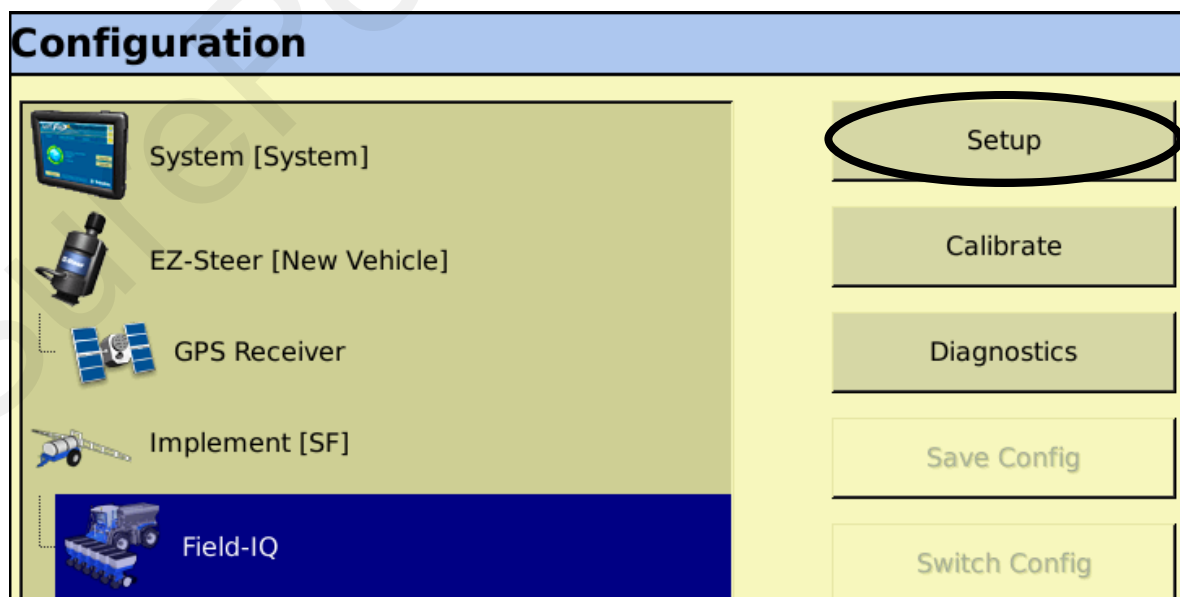 Configuration
System [System]
EZ-Steer [New Vehicle]
GPS Receiver
Implement [SF]
Field-IQ
Setup
Calibrate
Diagnostics
Save Config
Switch Config